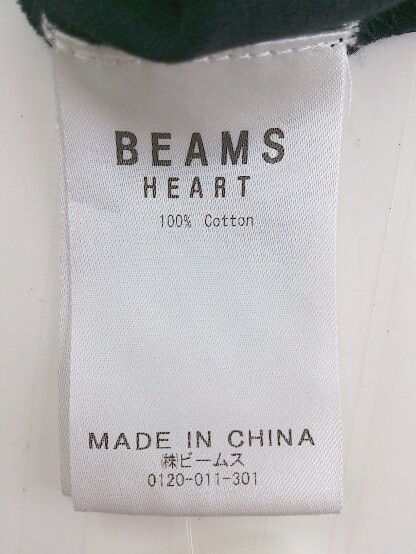 BEAMS
HEART
100% Cotton
MADE IN CHINA
㈱ビームス
0120-011-301